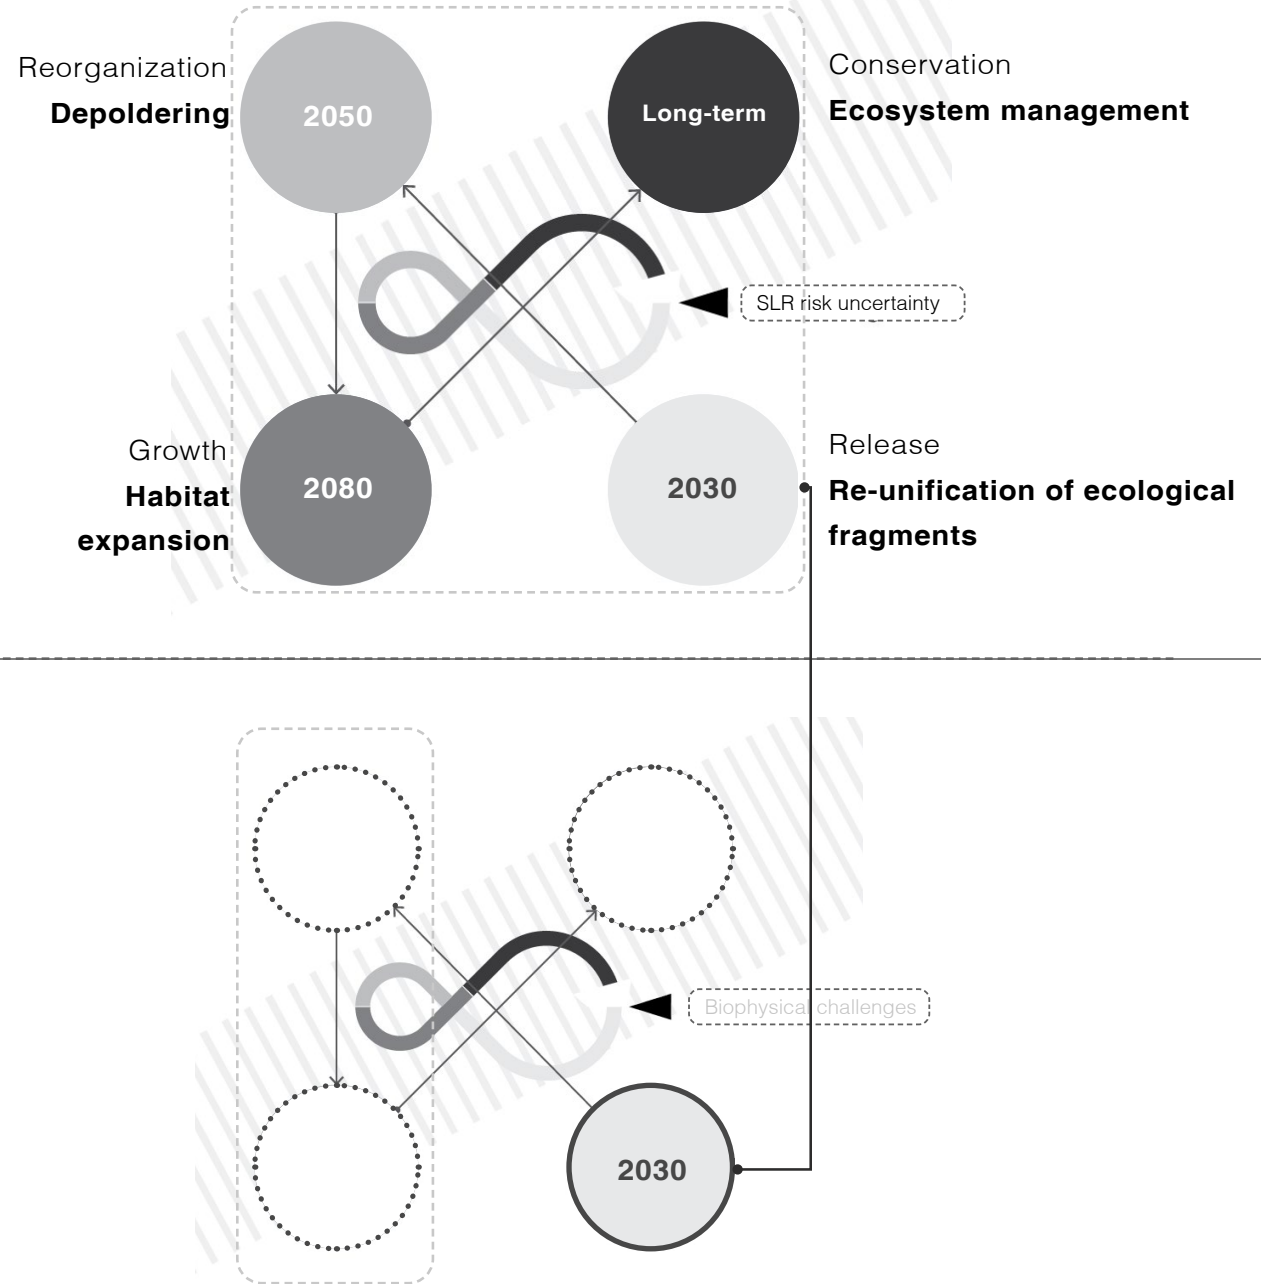 Reorganization
Depoldering
2050
Long-term
Conservation
Ecosystem management
SLR risk uncertainty
Growth
Habitat
expansion
2080
2030
Release
Re-unification of ecological
fragments
Biophysical challenges
2030